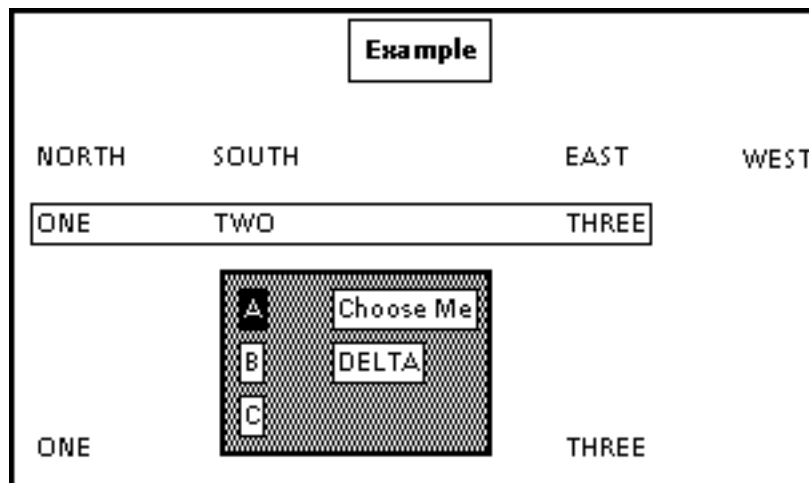 Example
NORTH SOUTH EAST WEST
ONE TWO THREE
A Choose Me
B DELTA
C
ONE THREE